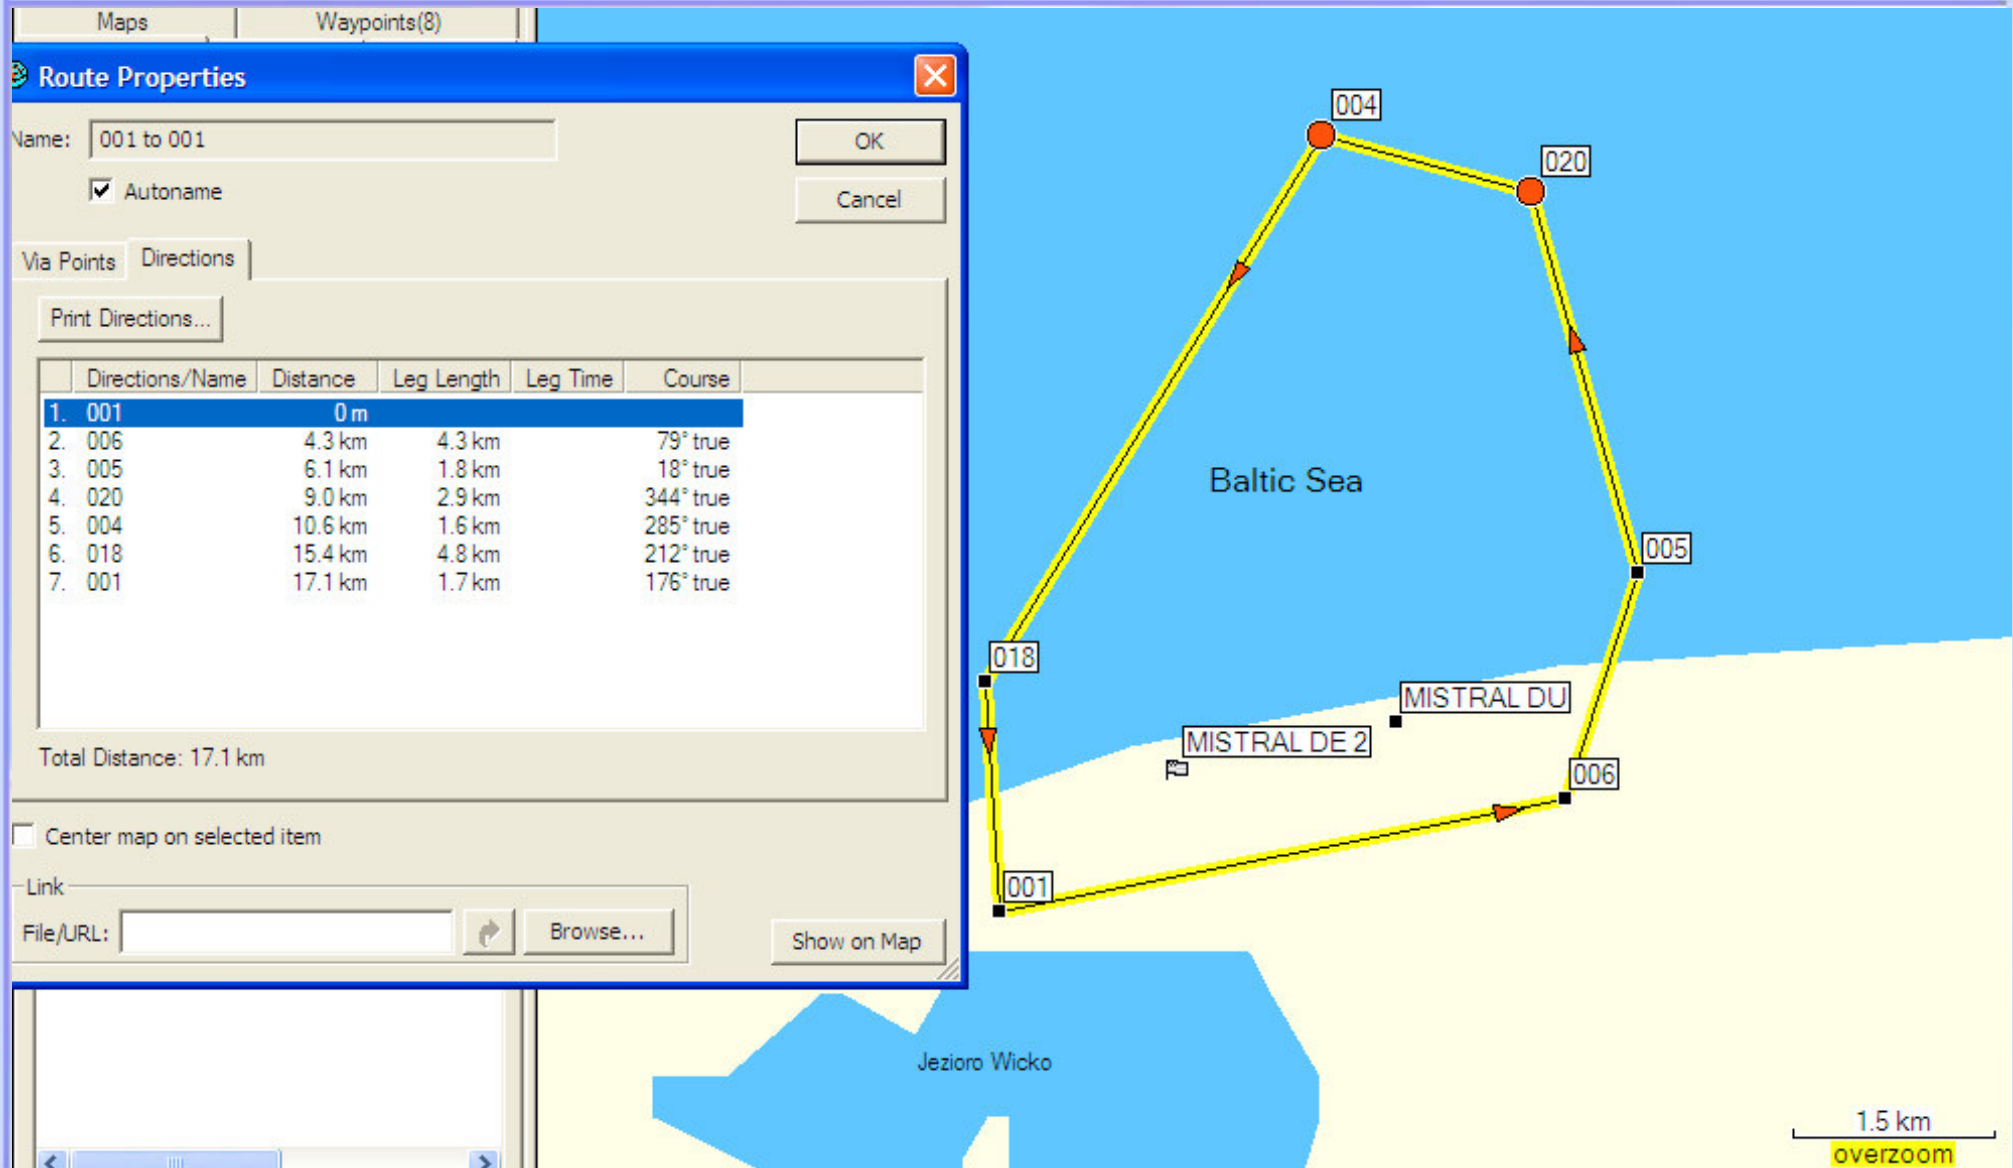 Maps Waypoints(8)
Route Properties
Name: 001 to 001
OK
Autoname
Cancel
Via Points Directions
Print Directions...
Directions/Name Distance Leg Length Leg Time Course
1. 001 0 m
2. 006 4.3 km 4.3 km 79° true
3. 005 6.1 km 1.8 km 18° true
4. 020 9.0 km 2.9 km 344° true
5. 004 10.6 km 1.6 km 285° true
6. 018 15.4 km 4.8 km 212° true
7. 001 17.1 km 1.7 km 176° true
Total Distance: 17.1 km
Center map on selected item
Link
File/URL: Browse...
Show on Map
004
020
Baltic Sea
005
018
MISTRAL DU
MISTRAL DE 2
006
001
Jezioro Wicko
1.5 km
overzoom